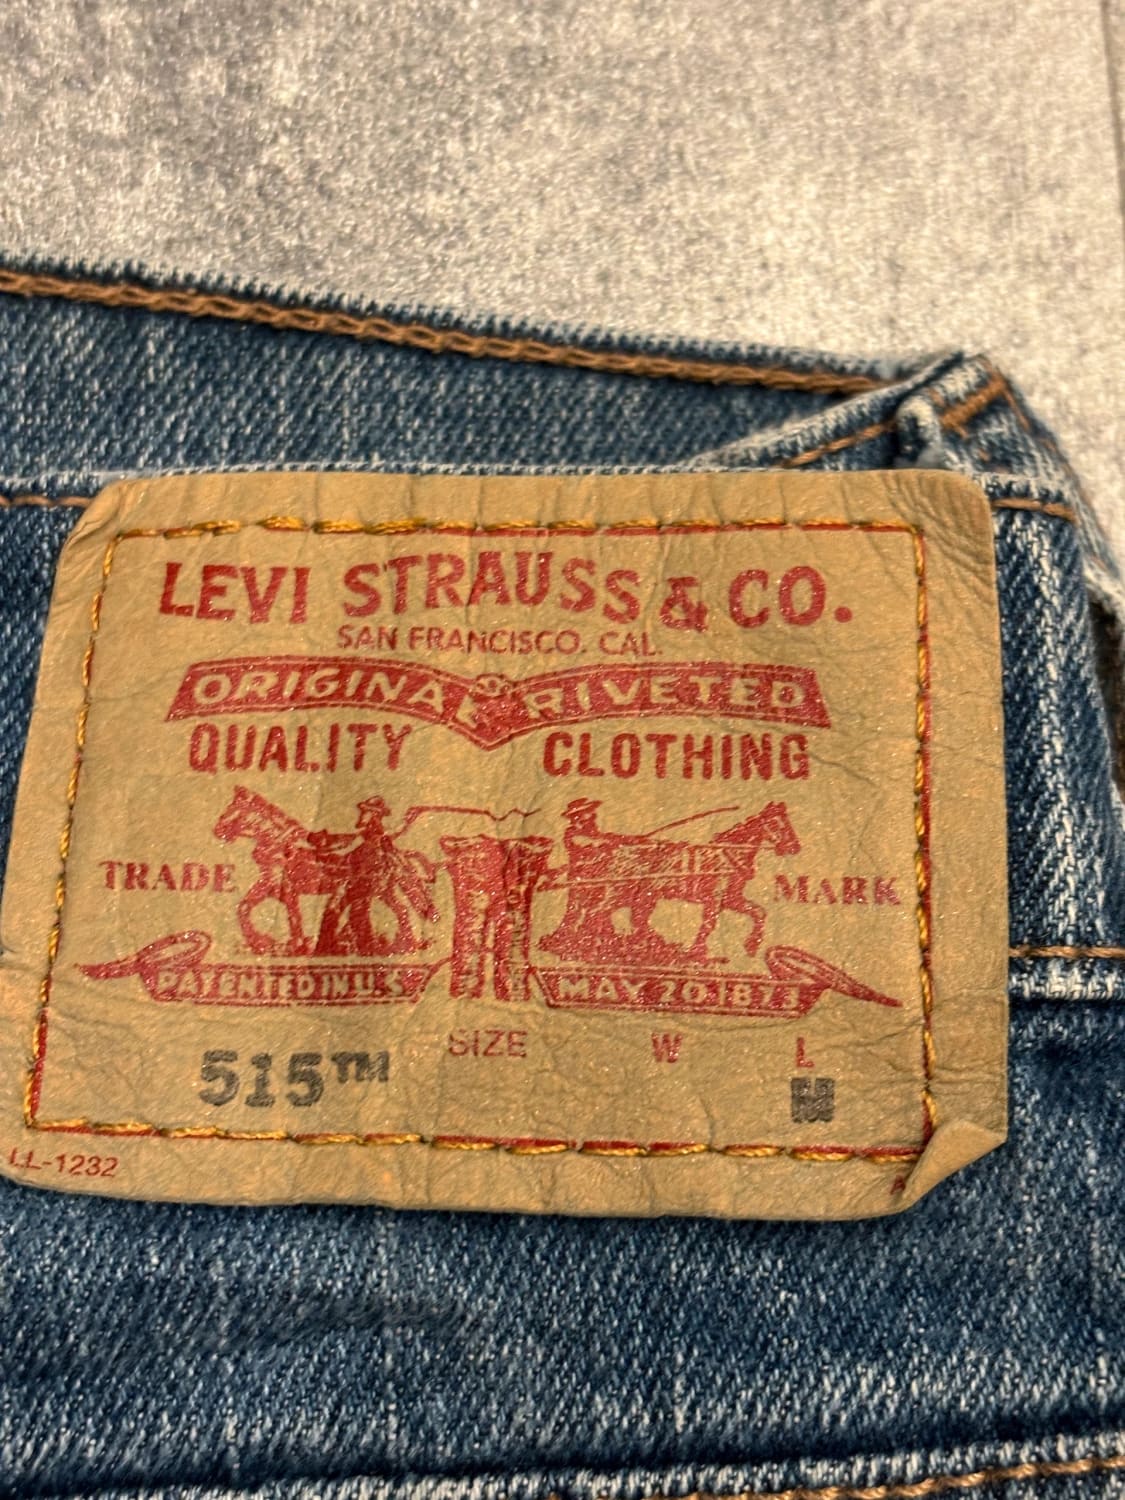 LEVI STRAUSS & CO.
SAN FRANCISCO. CAL.
ORIGINAL RIVETED
QUALITY CLOTHING
TRADE MARK
PATENTED IN U.S. MAY 20 1873
SIZE W L
515™ M
LL-1232